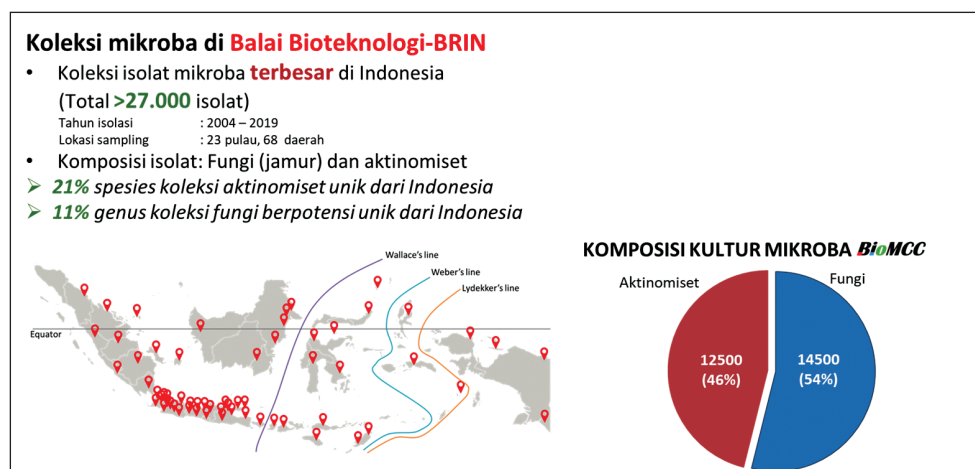 Koleksi mikroba di Balai Bioteknologi-BRIN
• Koleksi isolat mikroba terbesar di Indonesia
(Total >27.000 isolat)
Tahun isolasi : 2004 – 2019
Lokasi sampling : 23 pulau, 68 daerah
• Komposisi isolat: Fungi (jamur) dan aktinomiset
➢ 21% spesies koleksi aktinomiset unik dari Indonesia
➢ 11% genus koleksi fungi berpotensi unik dari Indonesia
Wallace's line
Weber's line
Lydekker's line
Equator
KOMPOSISI KULTUR MIKROBA BioMCC
Aktinomiset
Fungi
12500
(46%)
14500
(54%)